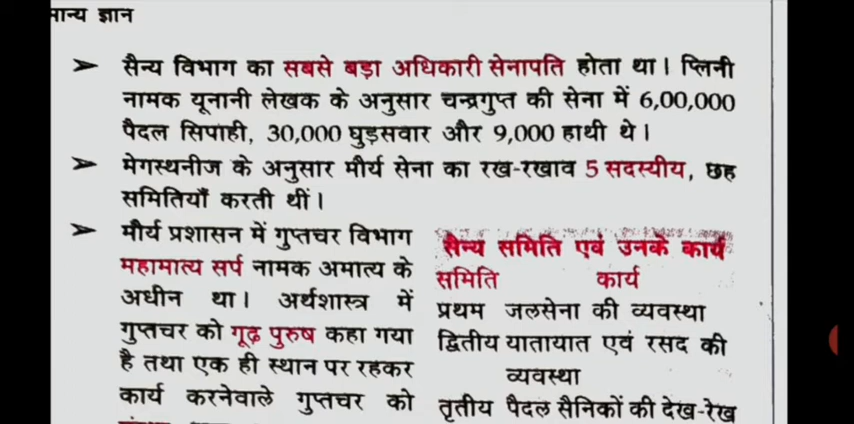 मान्य ज्ञान
➤ सैन्य विभाग का सबसे बड़ा अधिकारी सेनापति होता था। प्लिनी
नामक यूनानी लेखक के अनुसार चन्द्रगुप्त की सेना में 6,00,000
पैदल सिपाही, 30,000 घुड़सवार और 9,000 हाथी थे।
➤ मेगस्थनीज के अनुसार मौर्य सेना का रख-रखाव 5 सदस्यीय, छह
समितियाँ करती थीं।
➤ मौर्य प्रशासन में गुप्तचर विभाग
महामात्य सर्प नामक अमात्य के
अधीन था। अर्थशास्त्र में
गुप्तचर को गूढ़ पुरुष कहा गया
है तथा एक ही स्थान पर रहकर
कार्य करनेवाले गुप्तचर को
सैन्य समिति एवं उनके कार्य
समिति कार्य
प्रथम जलसेना की व्यवस्था
द्वितीय यातायात एवं रसद की
व्यवस्था
तृतीय पैदल सैनिकों की देख-रेख